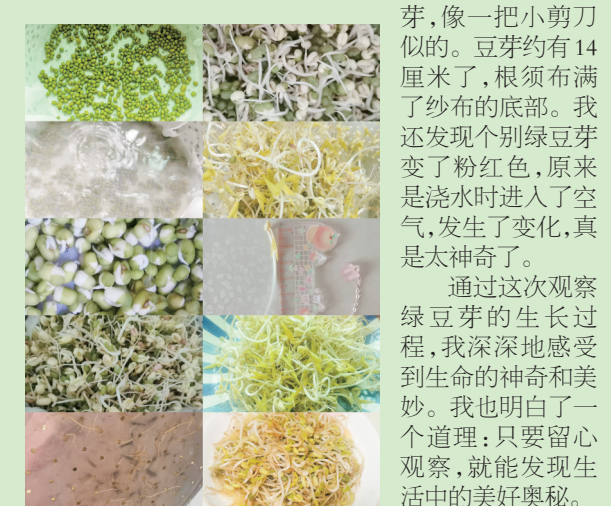 芽,像一把小剪刀
似的。豆芽约有14
厘米了,根须布满
了纱布的底部。我
还发现个别绿豆芽
变了粉红色,原来
是浇水时进入了空
气,发生了变化,真
是太神奇了。
通过这次观察
绿豆芽的生长过
程,我深深地感受
到生命的神奇和美
妙。我也明白了一
个道理:只要留心
观察,就能发现生
活中的美好奥秘。